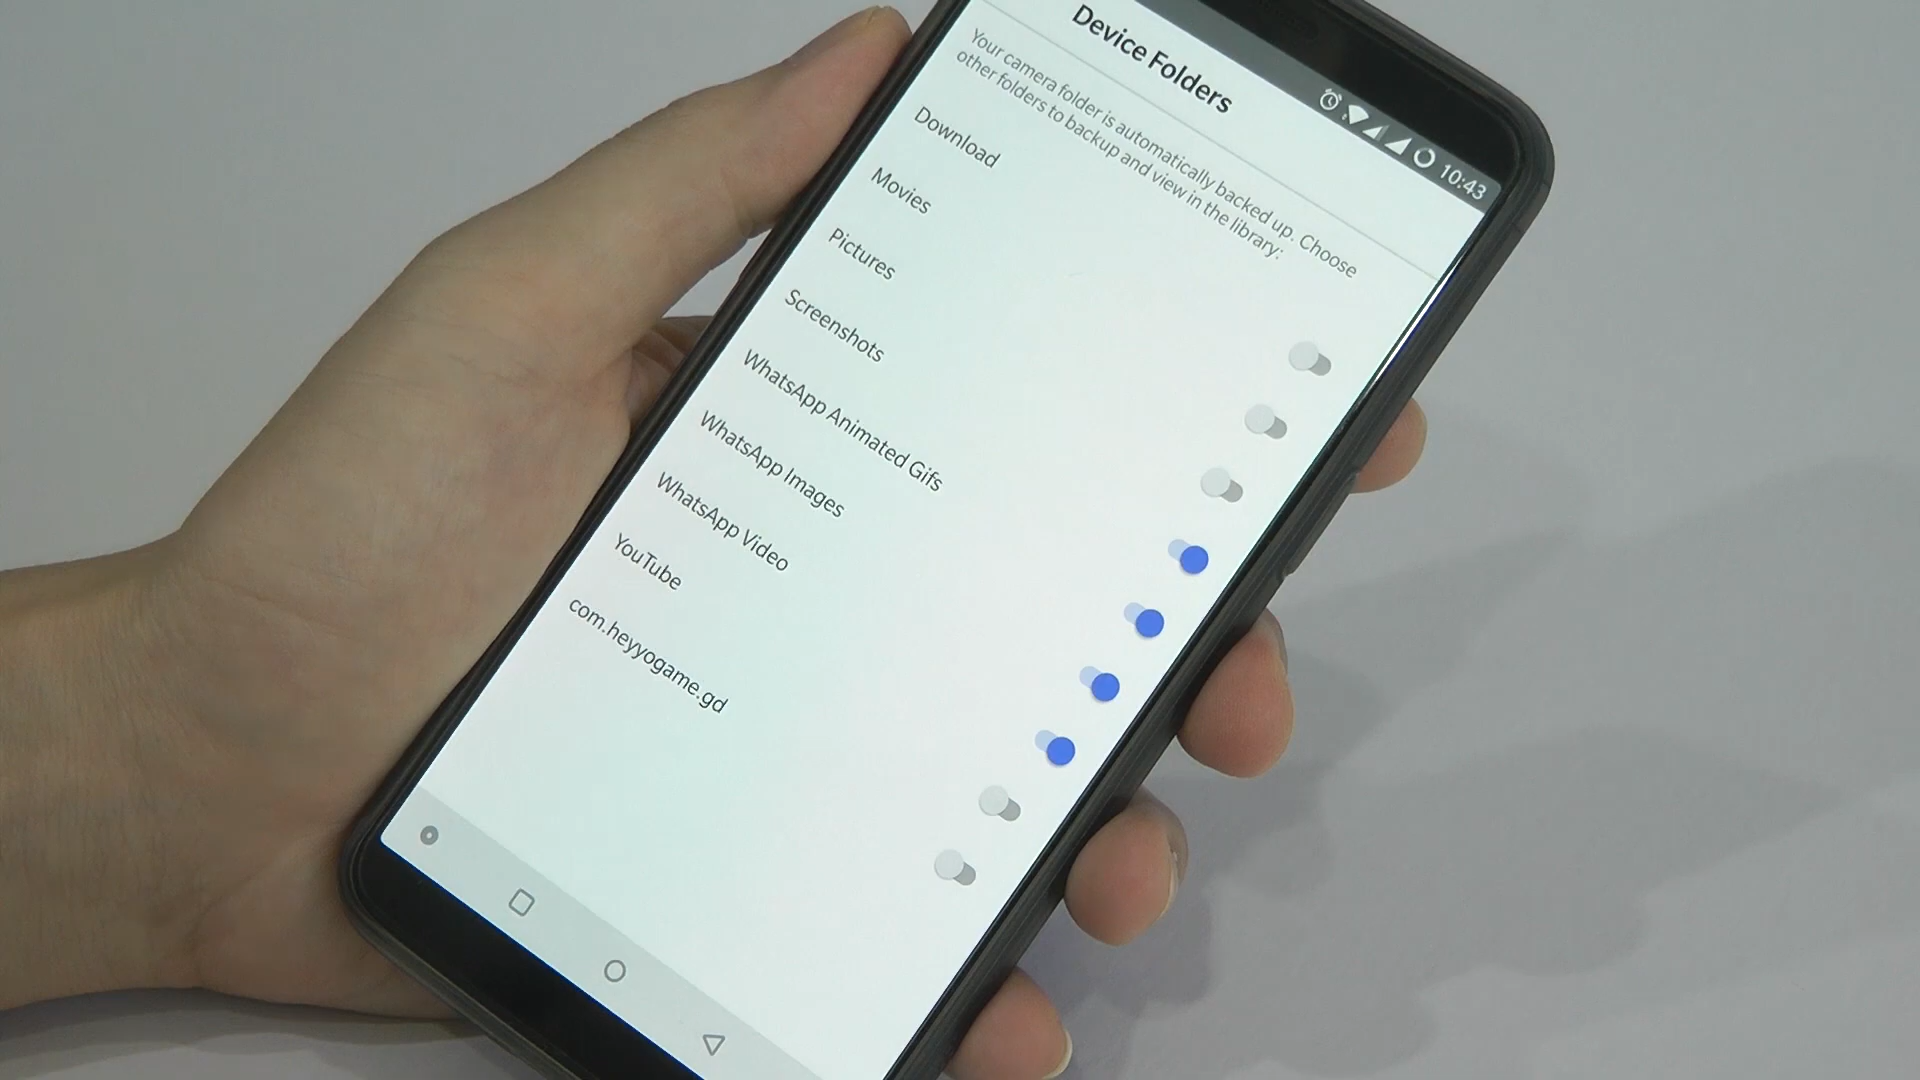 10:43
Device Folders
Your camera folder is automatically backed up. Choose
other folders to backup and view in the library:
Download
Movies
Pictures
Screenshots
WhatsApp Animated Gifs
WhatsApp Images
WhatsApp Video
YouTube
com.heyyogame.gd